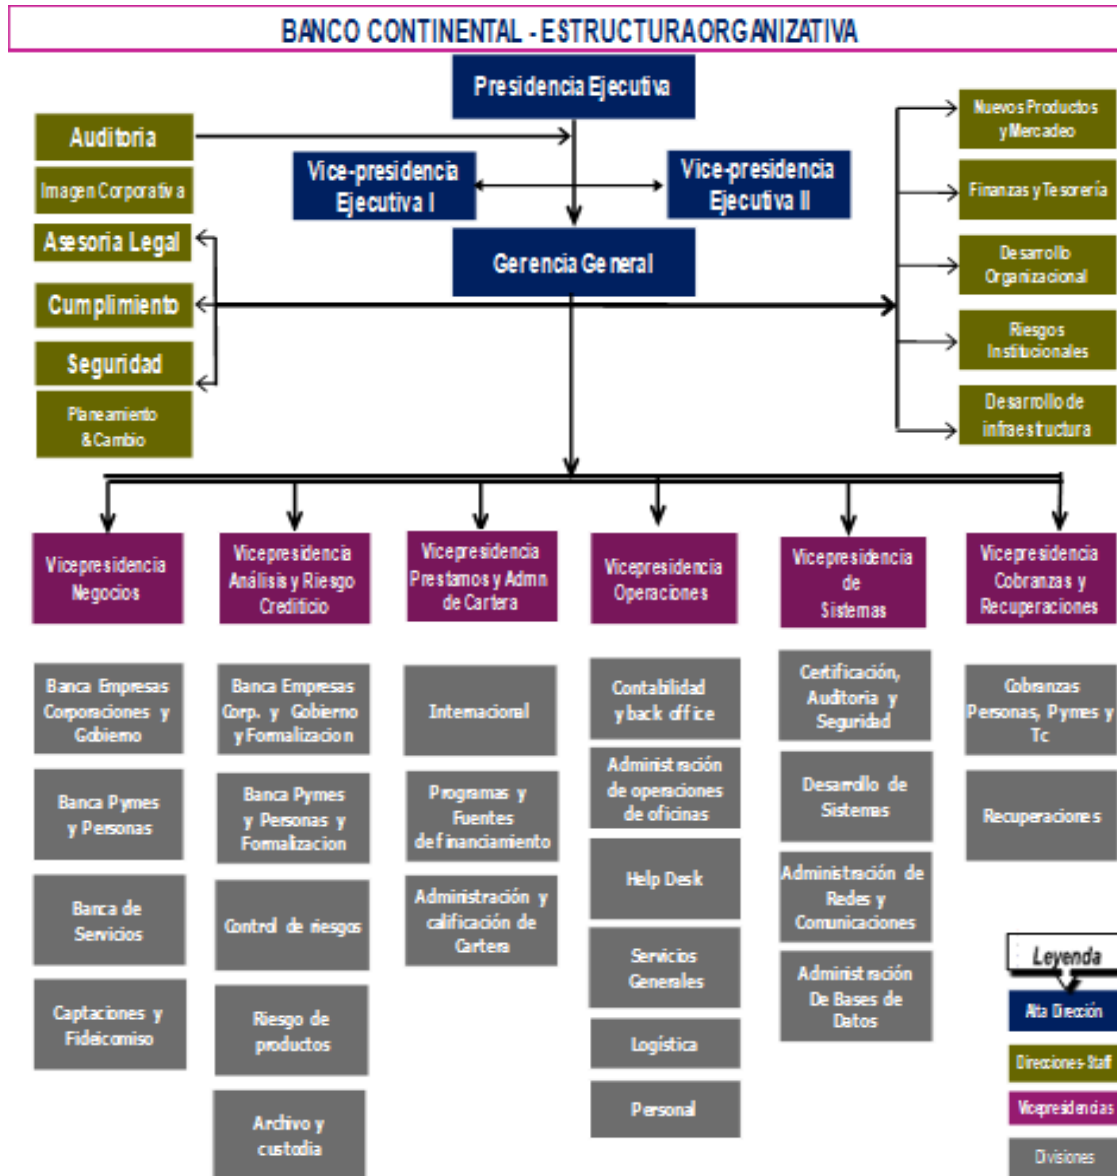 BANCO CONTINENTAL - ESTRUCTURAORGANIZATIVA
Presidencia Ejecutiva
Auditoria
Imagen Corporativa
Asesoria Legal
Cumplimiento
Seguridad
Planeamiento
& Cambio
Vice-presidencia
Ejecutiva I
Vice-presidencia
Ejecutiva II
Gerencia General
Nuevos Productos
y Mercadeo
Finanzas y Tesorería
Desarrollo
Organizacional
Riesgos
Institucionales
Desarrollo de
infraestructura
Vicepresidencia
Negocios
Banca Empresas
Corporaciones y
Gobierno
Banca Pymes
y Personas
Banca de
Servicios
Captaciones y
Fideicomiso
Vicepresidencia
Análisis y Riesgo
Crediticio
Banca Empresas
Corp. y Gobierno
y Formalizacion
Banca Pymes
y Personas y
Formalizacion
Control de riesgos
Riesgo de
productos
Archivo y
custodia
Vicepresidencia
Prestamos y Admn
de Cartera
Internacional
Programas y
Fuentes
de financiamiento
Administración y
calificación de
Cartera
Vicepresidencia
Operaciones
Contabilidad
y back office
Administración
de operaciones
de oficinas
Help Desk
Servicios
Generales
Logística
Personal
Vicepresidencia
de
Sistemas
Certificación,
Auditoria y
Seguridad
Desarrollo de
Sistemas
Administración de
Redes y
Comunicaciones
Administración
De Bases de
Datos
Vicepresidencia
Cobranzas y
Recuperaciones
Cobranzas
Personas, Pymes y
Tc
Recuperaciones
Leyenda
Alta Dirección
Direcciones-Staff
Vicepresidencias
Divisiones